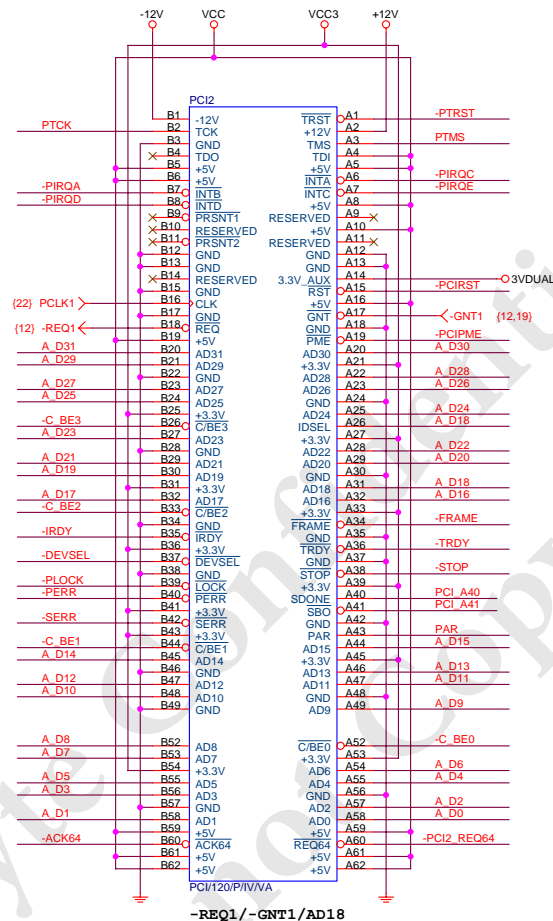 -12V VCC VCC3 +12V
PCI2
B1 -12V TRST A1 -PTRST
PTCK B2 TCK +12V A2
B3 GND TMS A3 PTMS
B4 TDO TDI A4
B5 +5V +5V A5
B6 +5V INTA A6 -PIRQC
-PIRQA B7 INTB INTC A7 -PIRQE
-PIRQD B8 INTD +5V A8
B9 PRSNT1 RESERVED A9
B10 RESERVED +5V A10
B11 PRSNT2 RESERVED A11
B12 GND GND A12
B13 GND GND A13
B14 RESERVED 3.3V_AUX A14 3VDUAL
B15 GND RST A15 -PCIRST
{22} PCLK1 B16 CLK +5V A16
B17 GND GNT A17 -GNT1 {12,19}
{12} -REQ1 B18 REQ GND A18
B19 +5V PME A19 -PCIPME
A_D31 B20 AD31 AD30 A20 A_D30
A_D29 B21 AD29 +3.3V A21
B22 GND AD28 A22 A_D28
A_D27 B23 AD27 AD26 A23 A_D26
A_D25 B24 AD25 GND A24
B25 +3.3V AD24 A25 A_D24
-C_BE3 B26 C/BE3 IDSEL A26 A_D18
A_D23 B27 AD23 +3.3V A27
B28 GND AD22 A28 A_D22
A_D21 B29 AD21 AD20 A29 A_D20
A_D19 B30 AD19 GND A30
B31 +3.3V AD18 A31 A_D18
A_D17 B32 AD17 AD16 A32 A_D16
-C_BE2 B33 C/BE2 +3.3V A33
B34 GND FRAME A34 -FRAME
-IRDY B35 IRDY GND A35
B36 +3.3V TRDY A36 -TRDY
-DEVSEL B37 DEVSEL GND A37
B38 GND STOP A38 -STOP
-PLOCK B39 LOCK +3.3V A39
-PERR B40 PERR SDONE A40 PCI_A40
B41 +3.3V SBO A41 PCI_A41
-SERR B42 SERR GND A42
B43 +3.3V PAR A43 PAR
-C_BE1 B44 C/BE1 AD15 A44 A_D15
A_D14 B45 AD14 +3.3V A45
B46 GND AD13 A46 A_D13
A_D12 B47 AD12 AD11 A47 A_D11
A_D10 B48 AD10 GND A48
B49 GND AD9 A49 A_D9
A_D8 B52 AD8 C/BE0 A52 -C_BE0
A_D7 B53 AD7 +3.3V A53
B54 +3.3V AD6 A54 A_D6
A_D5 B55 AD5 AD4 A55 A_D4
A_D3 B56 AD3 GND A56
B57 GND AD2 A57 A_D2
A_D1 B58 AD1 AD0 A58 A_D0
B59 +5V +5V A59
-ACK64 B60 ACK64 REQ64 A60 -PCI2_REQ64
B61 +5V +5V A61
B62 +5V +5V A62
PCI/120/P/IV/VA
-REQ1/-GNT1/AD18